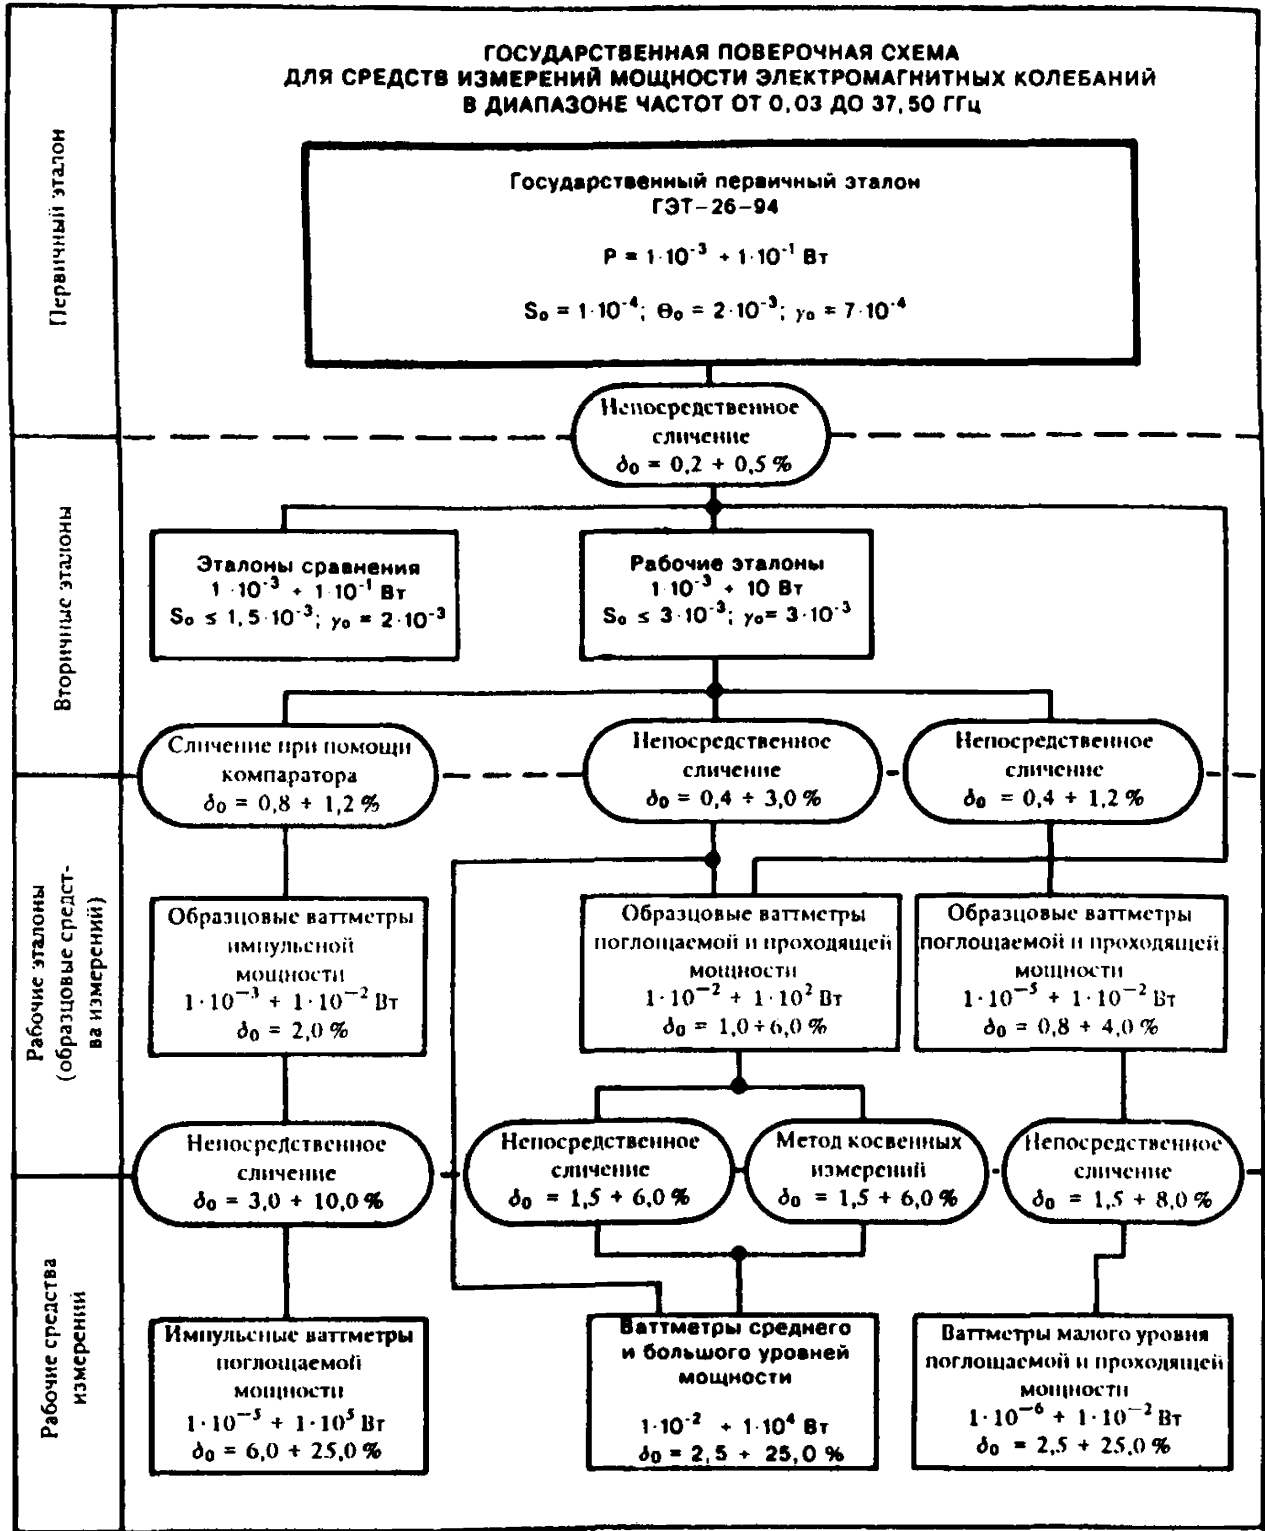 ГОСУДАРСТВЕННАЯ ПОВЕРОЧНАЯ СХЕМА
ДЛЯ СРЕДСТВ ИЗМЕРЕНИЙ МОЩНОСТИ ЭЛЕКТРОМАГНИТНЫХ КОЛЕБАНИЙ
В ДИАПАЗОНЕ ЧАСТОТ ОТ 0,03 ДО 37,50 ГГц
Первичный эталон
Государственный первичный эталон
ГЭТ-26-94
P = 1·10⁻³ ÷ 1·10⁻¹ Вт
S₀ = 1·10⁻⁴; Θ₀ = 2·10⁻³; γ₀ = 7·10⁻⁴
Непосредственное
сличение
δ₀ = 0,2 ÷ 0,5 %
Вторичные эталоны
Эталоны сравнения
1·10⁻³ ÷ 1·10⁻¹ Вт
S₀ ≤ 1,5·10⁻³; γ₀ = 2·10⁻³
Рабочие эталоны
1·10⁻³ ÷ 10 Вт
S₀ ≤ 3·10⁻³; γ₀ = 3·10⁻³
Сличение при помощи
компаратора
δ₀ = 0,8 ÷ 1,2 %
Непосредственное
сличение
δ₀ = 0,4 ÷ 3,0 %
Непосредственное
сличение
δ₀ = 0,4 ÷ 1,2 %
Рабочие эталоны
(образцовые средст-
ва измерений)
Образцовые ваттметры
импульсной
мощности
1·10⁻³ ÷ 1·10⁻² Вт
δ₀ = 2,0 %
Образцовые ваттметры
поглощаемой и проходящей
мощности
1·10⁻² ÷ 1·10² Вт
δ₀ = 1,0÷6,0 %
Образцовые ваттметры
поглощаемой и проходящей
мощности
1·10⁻⁵ ÷ 1·10⁻² Вт
δ₀ = 0,8 ÷ 4,0 %
Непосредственное
сличение
δ₀ = 3,0 ÷ 10,0 %
Непосредственное
сличение
δ₀ = 1,5 ÷ 6,0 %
Метод косвенных
измерений
δ₀ = 1,5 ÷ 6,0 %
Непосредственное
сличение
δ₀ = 1,5 ÷ 8,0 %
Рабочие средства
измерений
Импульсные ваттметры
поглощаемой
мощности
1·10⁻⁵ ÷ 1·10⁵ Вт
δ₀ = 6,0 ÷ 25,0 %
Ваттметры среднего
и большого уровней
мощности
1·10⁻² ÷ 1·10⁴ Вт
δ₀ = 2,5 ÷ 25,0 %
Ваттметры малого уровня
поглощаемой и проходящей
мощности
1·10⁻⁶ ÷ 1·10⁻² Вт
δ₀ = 2,5 ÷ 25,0 %